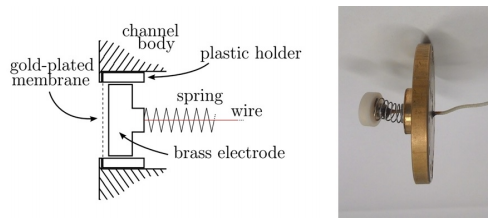 channel
body
plastic holder
gold-plated
membrane
spring
wire
brass electrode